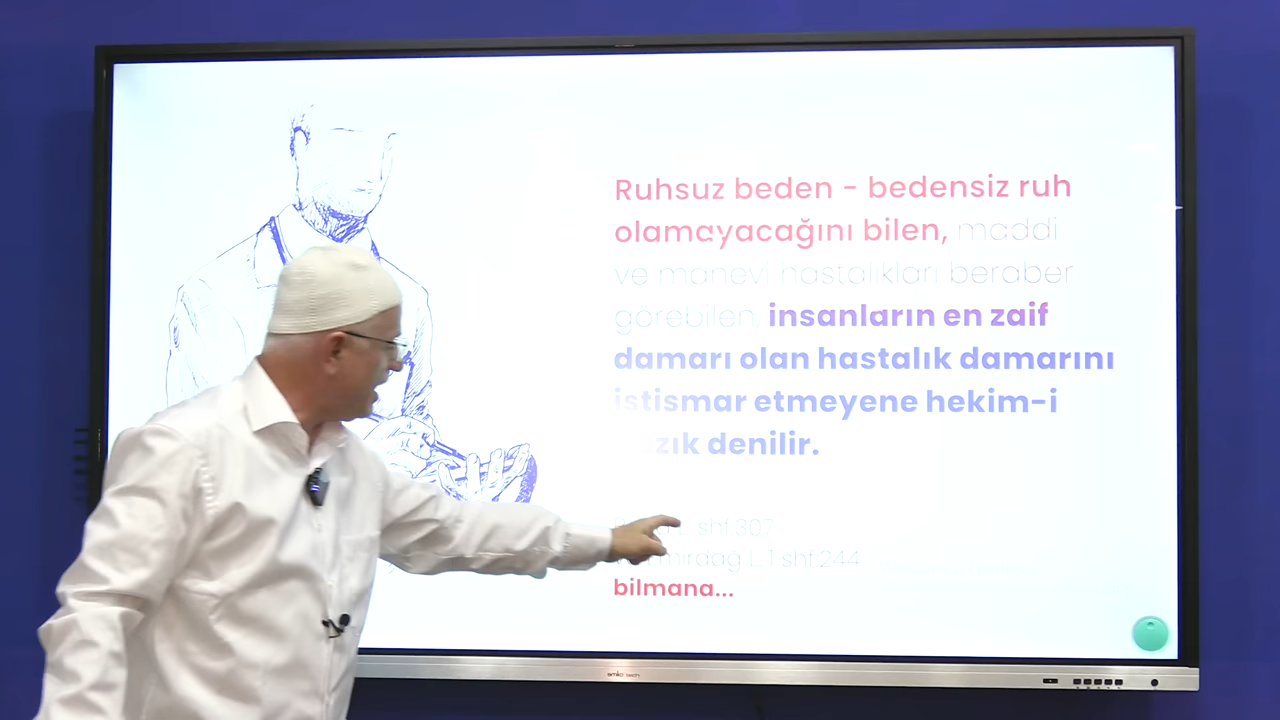 Ruhsuz beden - bedensiz ruh
olamayacağını bilen, maddi
ve manevi hastalıkları beraber
görebilen, insanların en zaif
damarı olan hastalık damarını
istismar etmeyene hekim-i
denilir.
L. shf:307
Emirdağ L. 1 shf:244
bilmana...